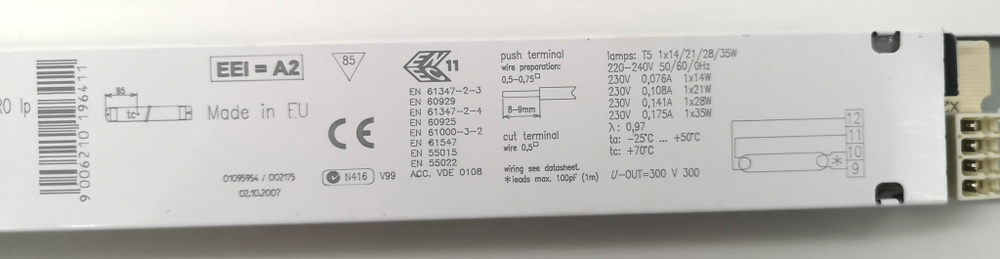 RO lp
9 006210 196411
85
tc
EEI = A2
85
Made in EU
01095954 / 002175
02.10.2007
CE
N416 V99
11
EN 61347-2-3
EN 60929
EN 61347-2-4
EN 60925
EN 61000-3-2
EN 61547
EN 55015
EN 55022
ACC. VDE 0108
push terminal
wire preparation:
0,5-0,75□
8-9mm
cut terminal
wire 0,5□
wiring see datasheet.
*leads max. 100pF (1m)
lamps: T5 1x14/21/28/35W
220-240V 50/60/0Hz
230V 0,076A 1x14W
230V 0,108A 1x21W
230V 0,141A 1x28W
230V 0,175A 1x35W
λ: 0,97
ta: -25°C ... +50°C
tc: +70°C
U-OUT=300 V 300
12
11
10
* 9